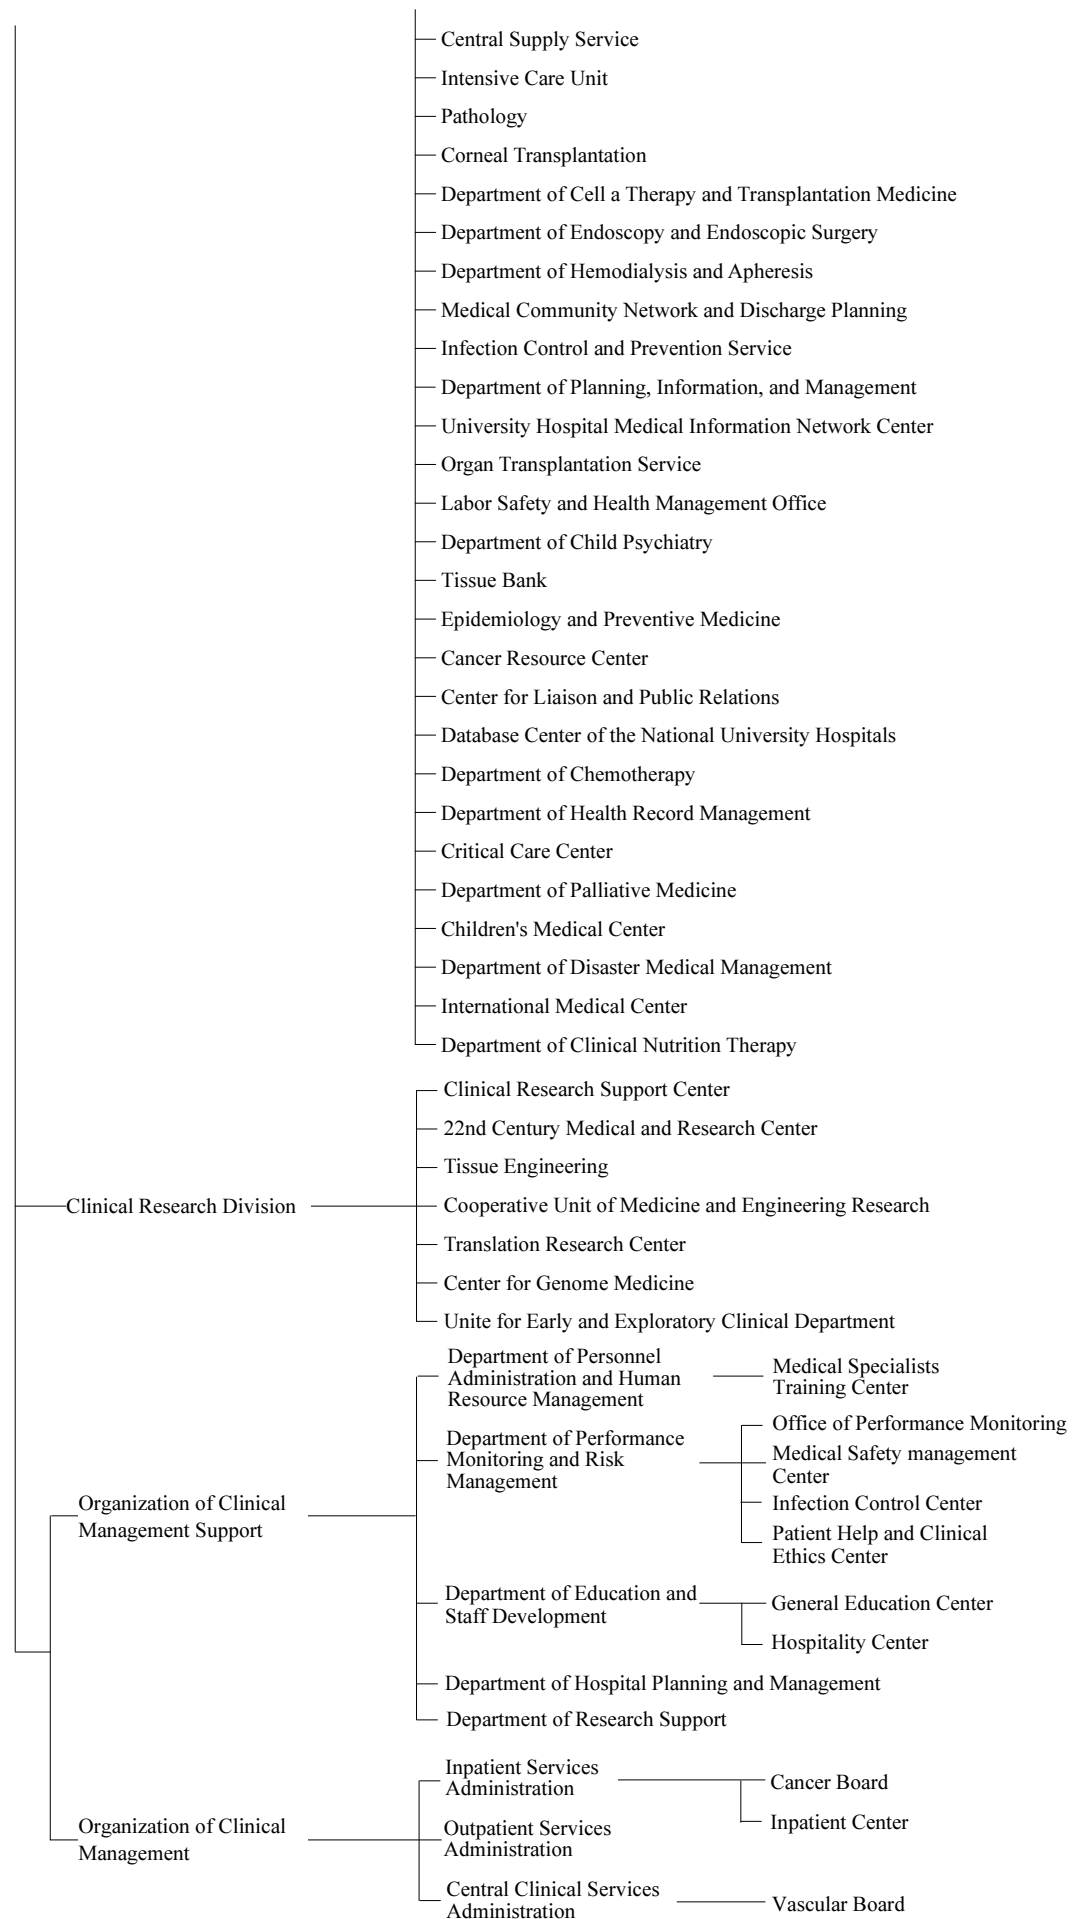 Central Supply Service
Intensive Care Unit
Pathology
Corneal Transplantation
Department of Cell a Therapy and Transplantation Medicine
Department of Endoscopy and Endoscopic Surgery
Department of Hemodialysis and Apheresis
Medical Community Network and Discharge Planning
Infection Control and Prevention Service
Department of Planning, Information, and Management
University Hospital Medical Information Network Center
Organ Transplantation Service
Labor Safety and Health Management Office
Department of Child Psychiatry
Tissue Bank
Epidemiology and Preventive Medicine
Cancer Resource Center
Center for Liaison and Public Relations
Database Center of the National University Hospitals
Department of Chemotherapy
Department of Health Record Management
Critical Care Center
Department of Palliative Medicine
Children's Medical Center
Department of Disaster Medical Management
International Medical Center
Department of Clinical Nutrition Therapy
Clinical Research Division
Clinical Research Support Center
22nd Century Medical and Research Center
Tissue Engineering
Cooperative Unit of Medicine and Engineering Research
Translation Research Center
Center for Genome Medicine
Unite for Early and Exploratory Clinical Department
Organization of Clinical
Management Support
Department of Personnel
Administration and Human
Resource Management
Medical Specialists
Training Center
Department of Performance
Monitoring and Risk
Management
Office of Performance Monitoring
Medical Safety management
Center
Infection Control Center
Patient Help and Clinical
Ethics Center
Department of Education and
Staff Development
General Education Center
Hospitality Center
Department of Hospital Planning and Management
Department of Research Support
Organization of Clinical
Management
Inpatient Services
Administration
Cancer Board
Inpatient Center
Outpatient Services
Administration
Central Clinical Services
Administration
Vascular Board